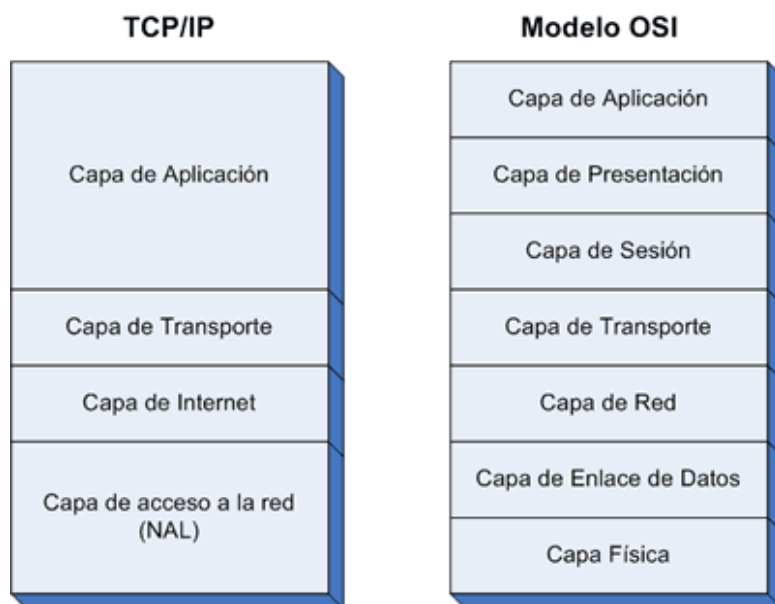 TCP/IP
Capa de Aplicación
Capa de Transporte
Capa de Internet
Capa de acceso a la red
(NAL)
Modelo OSI
Capa de Aplicación
Capa de Presentación
Capa de Sesión
Capa de Transporte
Capa de Red
Capa de Enlace de Datos
Capa Física